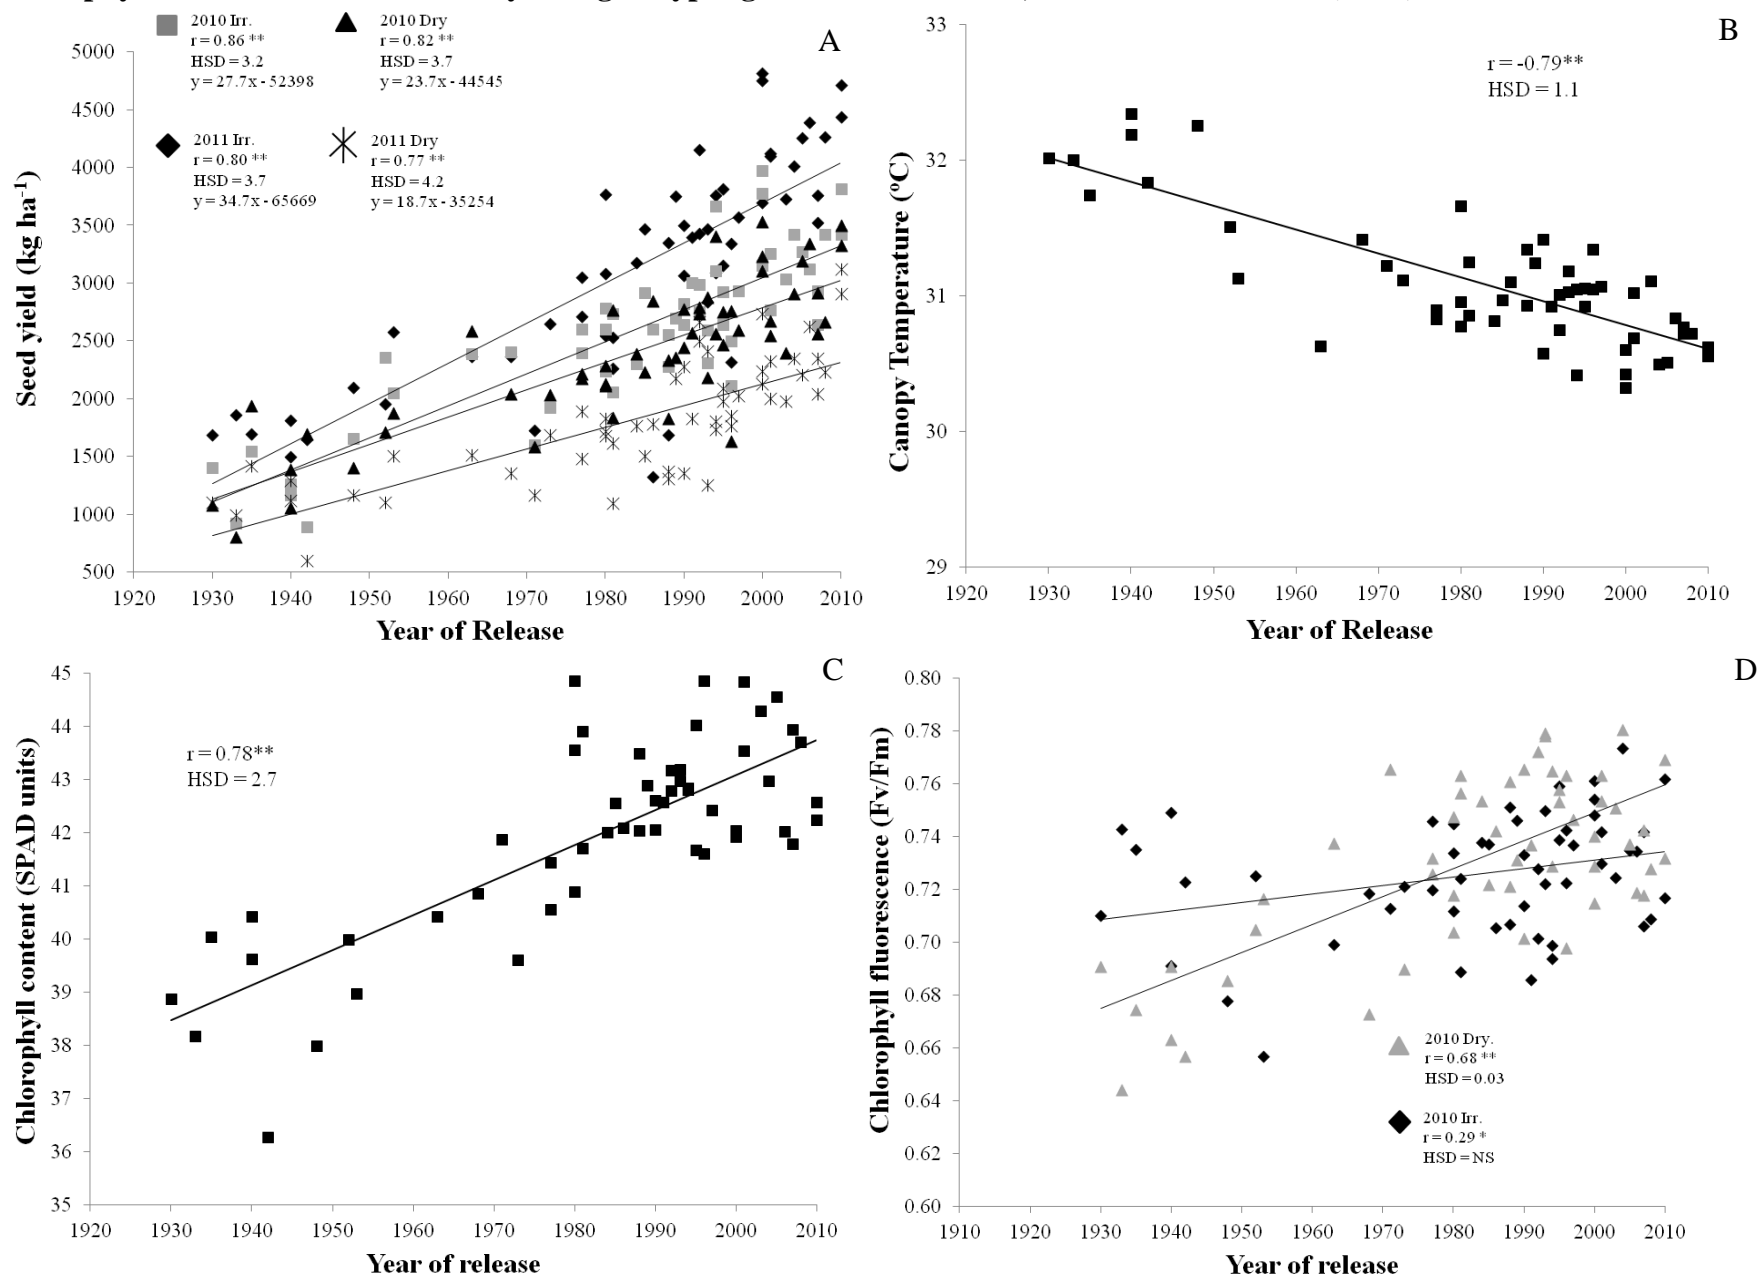 2010 Irr.
r = 0.86 **
HSD = 3.2
y = 27.7x - 52398
2010 Dry
r = 0.82 **
HSD = 3.7
y = 23.7x - 44545
A
2011 Irr.
r = 0.80 **
HSD = 3.7
y = 34.7x - 65669
2011 Dry
r = 0.77 **
HSD = 4.2
y = 18.7x - 35254
Seed yield (kg ha-1)
5000
4500
4000
3500
3000
2500
2000
1500
1000
500
1920 1930 1940 1950 1960 1970 1980 1990 2000 2010
Year of Release
B
r = -0.79**
HSD = 1.1
Canopy Temperature (ºC)
33
32
31
30
29
1920 1930 1940 1950 1960 1970 1980 1990 2000 2010
Year of Release
C
r = 0.78**
HSD = 2.7
Chlorophyll content (SPAD units)
45
44
43
42
41
40
39
38
37
36
35
1920 1930 1940 1950 1960 1970 1980 1990 2000 2010
Year of release
D
Chlorophyll fluorescence (Fv/Fm)
0.80
0.78
0.76
0.74
0.72
0.70
0.68
0.66
0.64
0.62
0.60
2010 Dry.
r = 0.68 **
HSD = 0.03
2010 Irr.
r = 0.29 *
HSD = NS
1910 1920 1930 1940 1950 1960 1970 1980 1990 2000 2010
Year of release